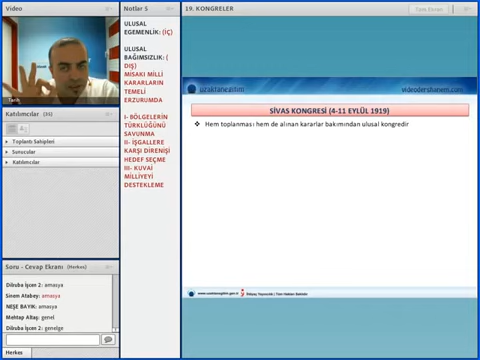 Video
Tarık
Katılımcılar (35)
Toplantı Sahipleri
Sunucular
Katılımcılar
Soru - Cevap Ekranı (Herkes)
Dilruba İşcen 2: amasya
Sinem Atabey: amasya
NEŞE BAYIK: amasya
Mehtap Altaş: genel
Dilruba İşcen 2: genelge
Herkes
Notlar 5
ULUSAL
EGEMENLİK: (İÇ)
ULUSAL
BAĞIMSIZLIK: (
DIŞ)
MİSAKI MİLLİ
KARARLARIN
TEMELİ
ERZURUMDA
I- BÖLGELERİN
TÜRKLÜĞÜNÜ
SAVUNMA
II- İŞGALLERE
KARŞI DİRENİŞİ
HEDEF SEÇME
III- KUVAİ
MİLLİYEYİ
DESTEKLEME
19. KONGRELER
Tam Ekran
uzaktanegitim
videodershanem.com
SİVAS KONGRESİ (4-11 EYLÜL 1919)
Hem toplanması hem de alınan kararlar bakımından ulusal kongredir